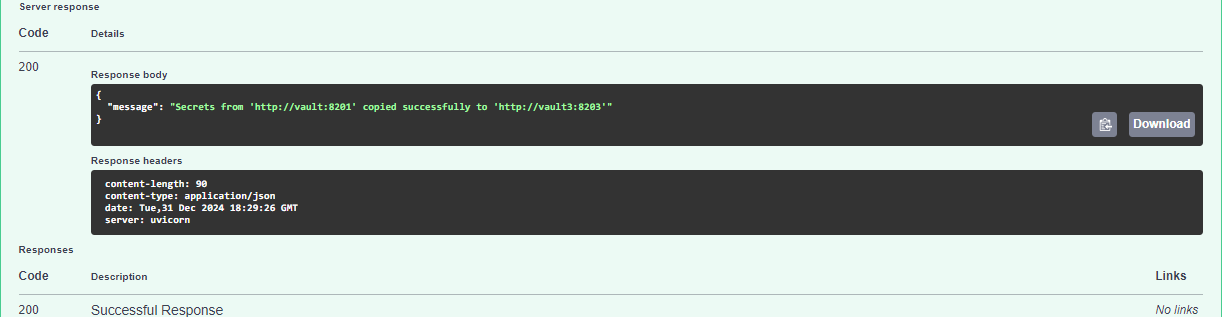 Server response
Code Details
200
Response body
{
"message": "Secrets from 'http://vault:8201' copied successfully to 'http://vault3:8203'"
}
Download
Response headers
content-length: 90
content-type: application/json
date: Tue,31 Dec 2024 18:29:26 GMT
server: uvicorn
Responses
Code Description Links
200 Successful Response No links